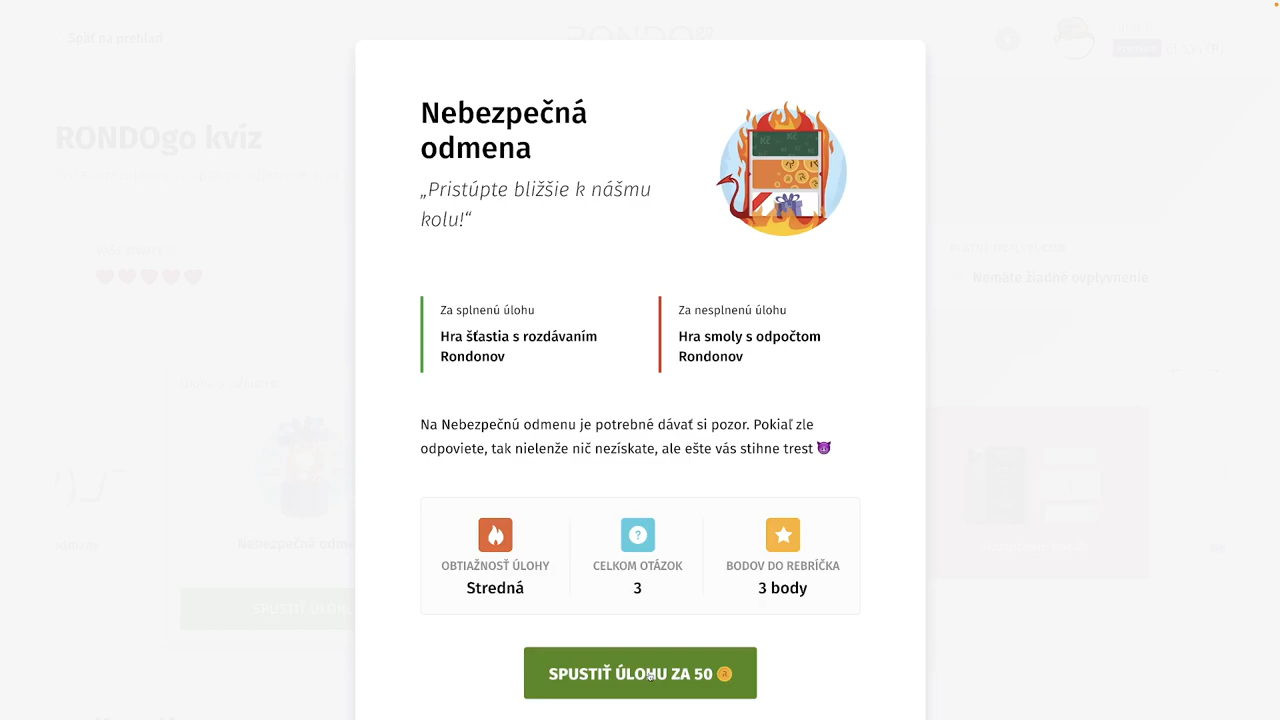 Späť na prehľad
RONDOgo kvíz
Nebezpečná
odmena
„Pristúpte bližšie k nášmu
kolu!“
Nemáte žiadne ovplyvnenie
Za splnenú úlohu
Hra šťastia s rozdávaním
Rondonov
Za nesplnenú úlohu
Hra smoly s odpočtom
Rondonov
Na Nebezpečnú odmenu je potrebné dávať si pozor. Pokiaľ zle
odpoviete, tak nielenže nič nezískate, ale ešte vás stihne trest 😈
OBTIAŽNOSŤ ÚLOHY
Stredná
CELKOM OTÁZOK
3
BODOV DO REBRÍČKA
3 body
SPUSTIŤ ÚLOHU ZA 50